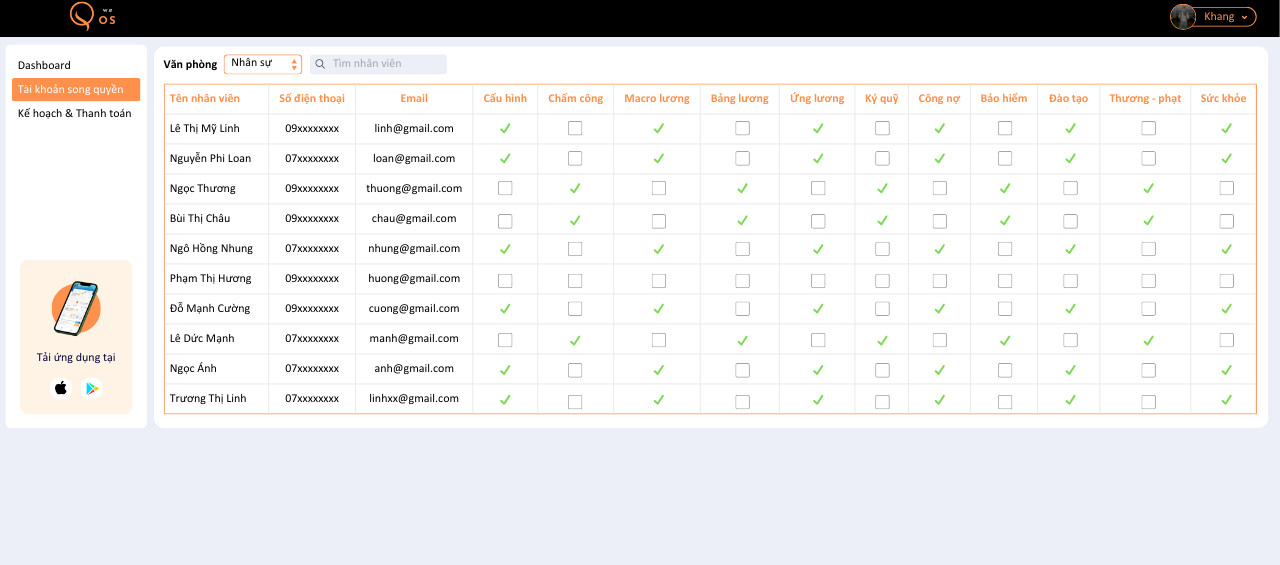 we
OS
Khang
Dashboard
Tài khoản song quyền
Kế hoạch & Thanh toán
Tải ứng dụng tại
Văn phòng Nhân sự Tìm nhân viên
Tên nhân viên Số điện thoại Email Cấu hình Chấm công Macro lương Bảng lương Ứng lương Ký quỹ Công nợ Bảo hiểm Đào tạo Thưởng - phạt Sức khỏe
Lê Thị Mỹ Linh 09xxxxxxxx linh@gmail.com
Nguyễn Phi Loan 07xxxxxxxx loan@gmail.com
Ngọc Thương 09xxxxxxxx thuong@gmail.com
Bùi Thị Châu 09xxxxxxxx chau@gmail.com
Ngô Hồng Nhung 07xxxxxxxx nhung@gmail.com
Phạm Thị Hương 09xxxxxxxx huong@gmail.com
Đỗ Mạnh Cường 09xxxxxxxx cuong@gmail.com
Lê Đức Mạnh 07xxxxxxxx manh@gmail.com
Ngọc Ánh 07xxxxxxxx anh@gmail.com
Trương Thị Linh 07xxxxxxxx linhxx@gmail.com